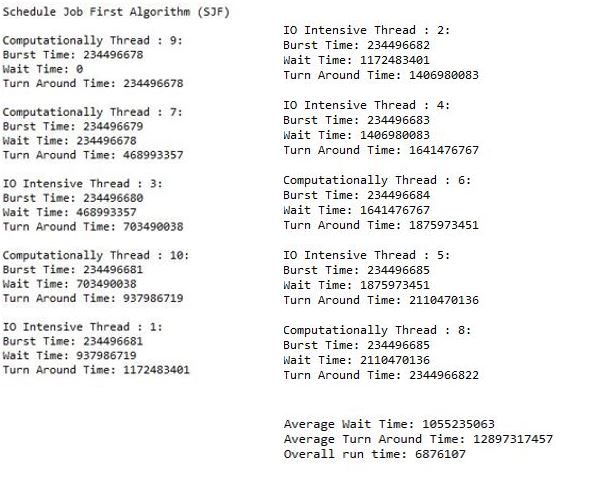 Schedule Job First Algorithm (SJF)
Computationally Thread : 9:
Burst Time: 234496678
Wait Time: 0
Turn Around Time: 234496678
Computationally Thread : 7:
Burst Time: 234496679
Wait Time: 234496678
Turn Around Time: 468993357
IO Intensive Thread : 3:
Burst Time: 234496680
Wait Time: 468993357
Turn Around Time: 703490038
Computationally Thread : 10:
Burst Time: 234496681
Wait Time: 703490038
Turn Around Time: 937986719
IO Intensive Thread : 1:
Burst Time: 234496681
Wait Time: 937986719
Turn Around Time: 1172483401
IO Intensive Thread : 2:
Burst Time: 234496682
Wait Time: 1172483401
Turn Around Time: 1406980083
IO Intensive Thread : 4:
Burst Time: 234496683
Wait Time: 1406980083
Turn Around Time: 1641476767
Computationally Thread : 6:
Burst Time: 234496684
Wait Time: 1641476767
Turn Around Time: 1875973451
IO Intensive Thread : 5:
Burst Time: 234496685
Wait Time: 1875973451
Turn Around Time: 2110470136
Computationally Thread : 8:
Burst Time: 234496685
Wait Time: 2110470136
Turn Around Time: 2344966822
Average Wait Time: 1055235063
Average Turn Around Time: 12897317457
Overall run time: 6876107